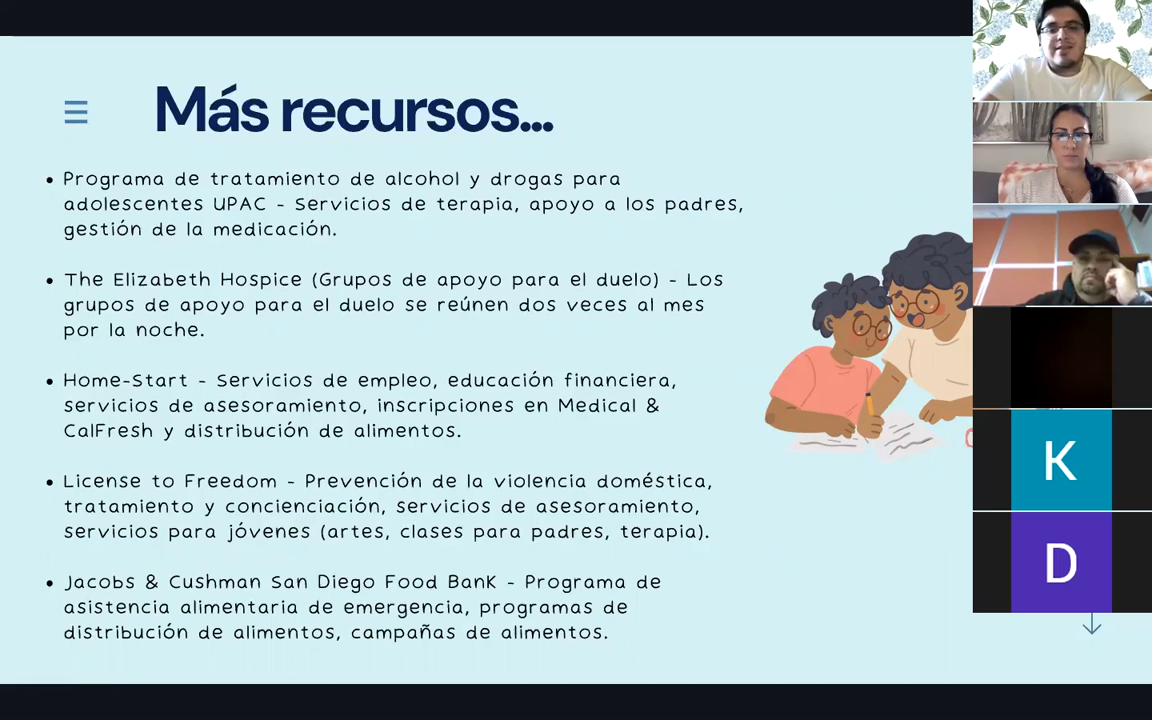 Más recursos...
• Programa de tratamiento de alcohol y drogas para
adolescentes UPAC - Servicios de terapia, apoyo a los padres,
gestión de la medicación.
• The Elizabeth Hospice (Grupos de apoyo para el duelo) - Los
grupos de apoyo para el duelo se reúnen dos veces al mes
por la noche.
• Home-Start - Servicios de empleo, educación financiera,
servicios de asesoramiento, inscripciones en Medical &
CalFresh y distribución de alimentos.
• License to Freedom - Prevención de la violencia doméstica,
tratamiento y concienciación, servicios de asesoramiento,
servicios para jóvenes (artes, clases para padres, terapia).
• Jacobs & Cushman San Diego Food Bank - Programa de
asistencia alimentaria de emergencia, programas de
distribución de alimentos, campañas de alimentos.
K
D